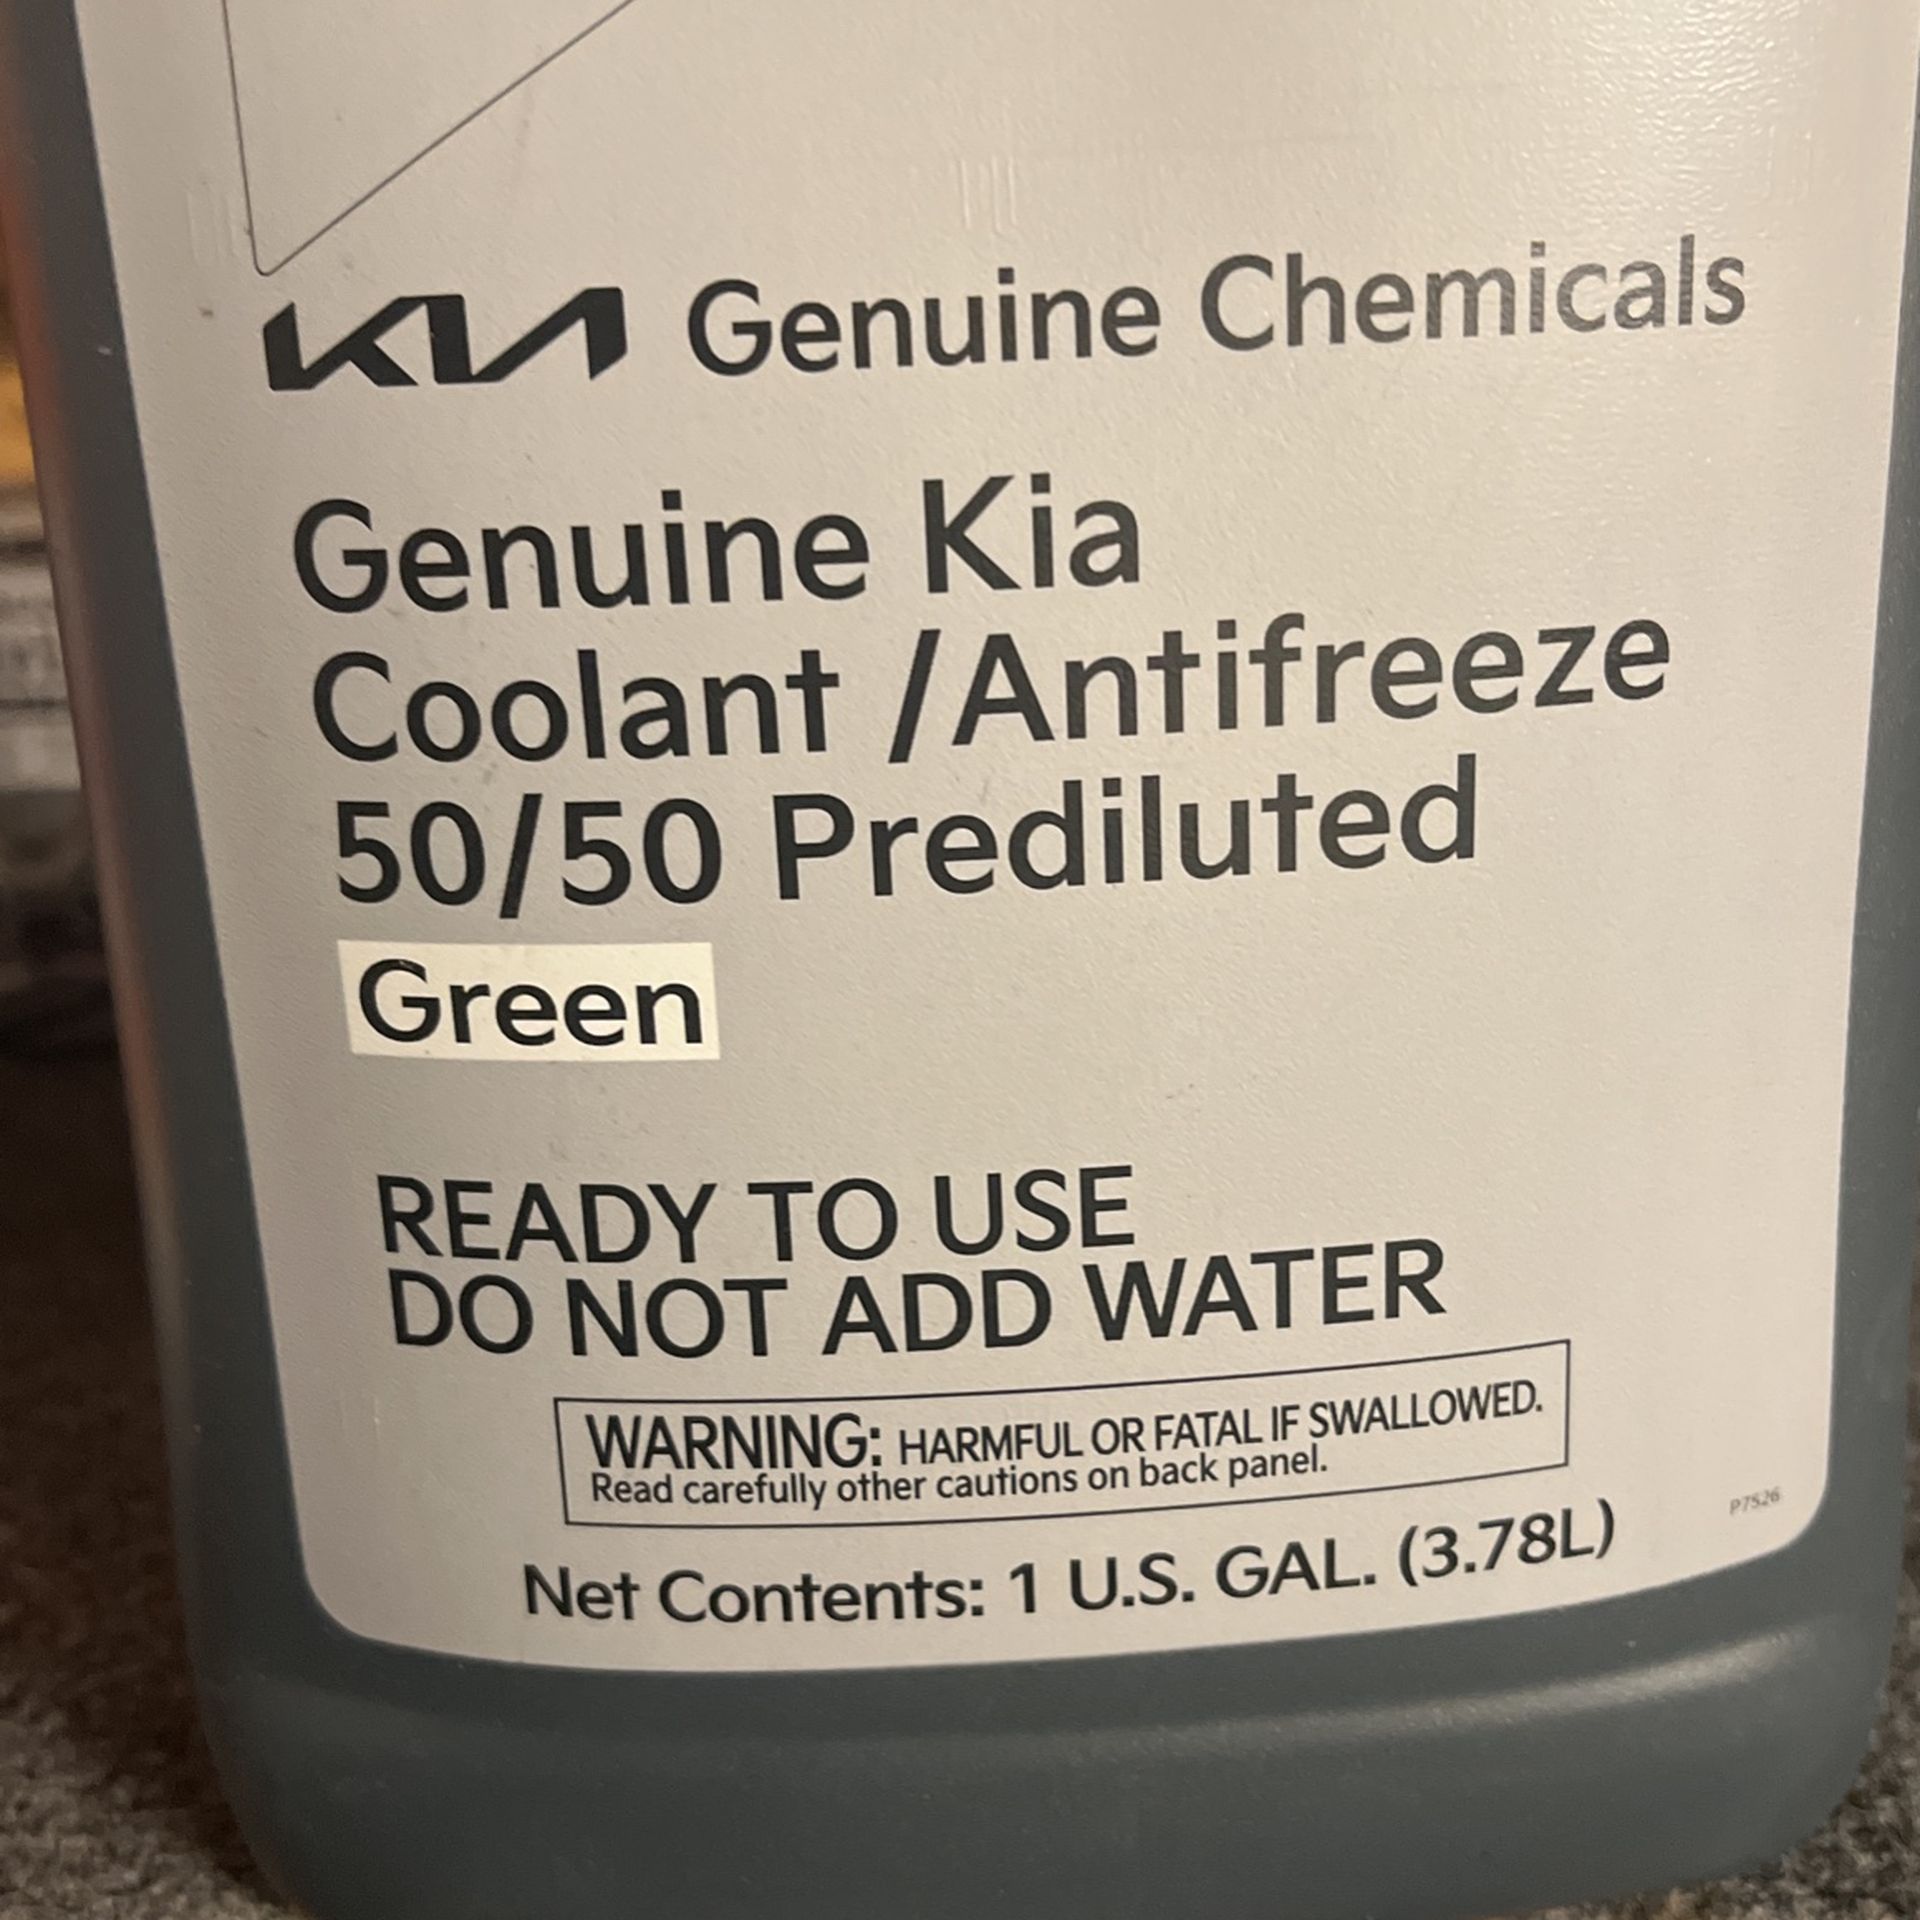 KIA Genuine Chemicals
Genuine Kia
Coolant /Antifreeze
50/50 Prediluted
Green
READY TO USE
DO NOT ADD WATER
WARNING: HARMFUL OR FATAL IF SWALLOWED.
Read carefully other cautions on back panel.
P7526
Net Contents: 1 U.S. GAL. (3.78L)